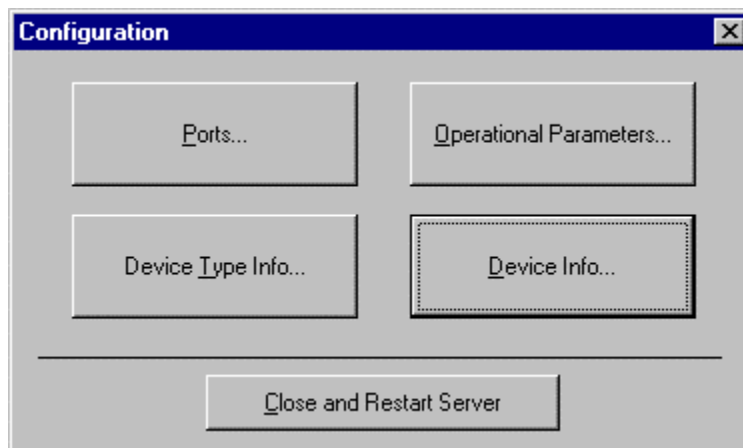 Configuration
Ports...
Operational Parameters...
Device Type Info...
Device Info...
Close and Restart Server